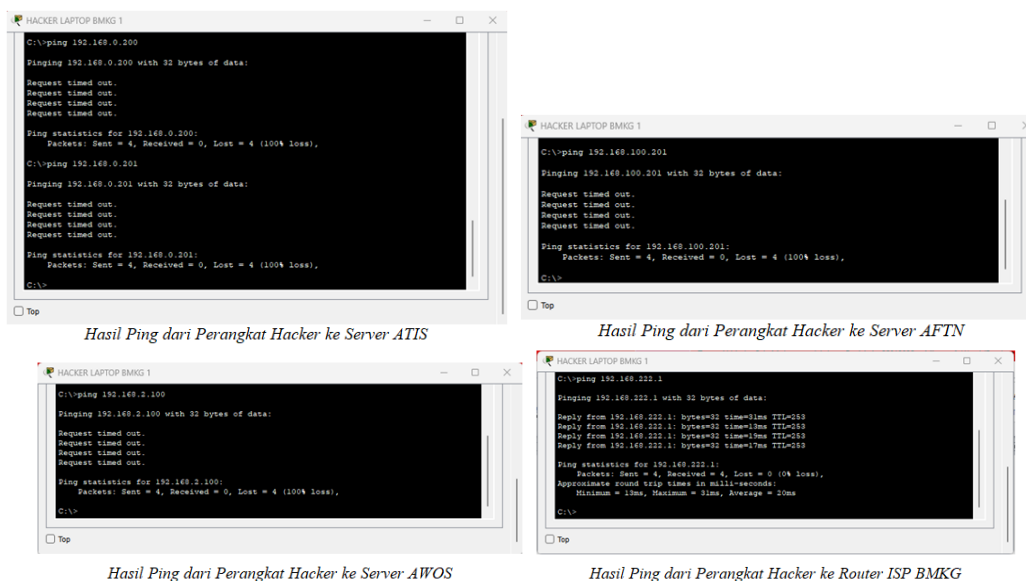 HACKER LAPTOP BMKG 1
C:\>ping 192.168.0.200
Pinging 192.168.0.200 with 32 bytes of data:
Request timed out.
Request timed out.
Request timed out.
Request timed out.
Ping statistics for 192.168.0.200:
Packets: Sent = 4, Received = 0, Lost = 4 (100% loss),
C:\>ping 192.168.0.201
Pinging 192.168.0.201 with 32 bytes of data:
Request timed out.
Request timed out.
Request timed out.
Request timed out.
Ping statistics for 192.168.0.201:
Packets: Sent = 4, Received = 0, Lost = 4 (100% loss),
C:\>
Top
Hasil Ping dari Perangkat Hacker ke Server ATIS
HACKER LAPTOP BMKG 1
C:\>ping 192.168.100.201
Pinging 192.168.100.201 with 32 bytes of data:
Request timed out.
Request timed out.
Request timed out.
Request timed out.
Ping statistics for 192.168.100.201:
Packets: Sent = 4, Received = 0, Lost = 4 (100% loss),
C:\>
Top
Hasil Ping dari Perangkat Hacker ke Server AFTN
HACKER LAPTOP BMKG 1
C:\>ping 192.168.2.100
Pinging 192.168.2.100 with 32 bytes of data:
Request timed out.
Request timed out.
Request timed out.
Request timed out.
Ping statistics for 192.168.2.100:
Packets: Sent = 4, Received = 0, Lost = 4 (100% loss),
C:\>
Top
Hasil Ping dari Perangkat Hacker ke Server AWOS
HACKER LAPTOP BMKG 1
C:\>ping 192.168.222.1
Pinging 192.168.222.1 with 32 bytes of data:
Reply from 192.168.222.1: bytes=32 time=31ms TTL=253
Reply from 192.168.222.1: bytes=32 time=13ms TTL=253
Reply from 192.168.222.1: bytes=32 time=19ms TTL=253
Reply from 192.168.222.1: bytes=32 time=17ms TTL=253
Ping statistics for 192.168.222.1:
Packets: Sent = 4, Received = 4, Lost = 0 (0% loss),
Approximate round trip times in milli-seconds:
Minimum = 13ms, Maximum = 31ms, Average = 20ms
C:\>
Top
Hasil Ping dari Perangkat Hacker ke Router ISP BMKG